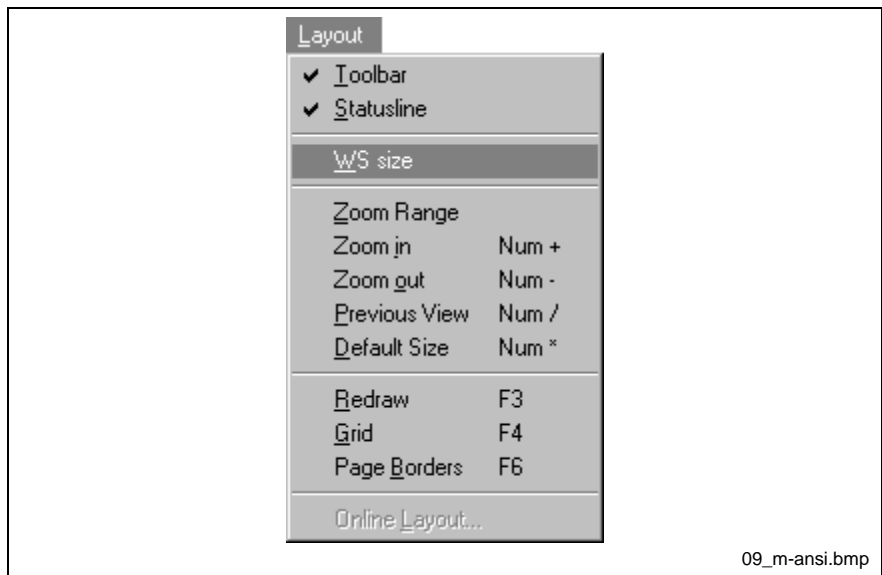 Layout
✔ Toolbar
✔ Statusline
WS size
Zoom Range
Zoom in Num +
Zoom out Num -
Previous View Num /
Default Size Num *
Redraw F3
Grid F4
Page Borders F6
Online Layout...
09_m-ansi.bmp